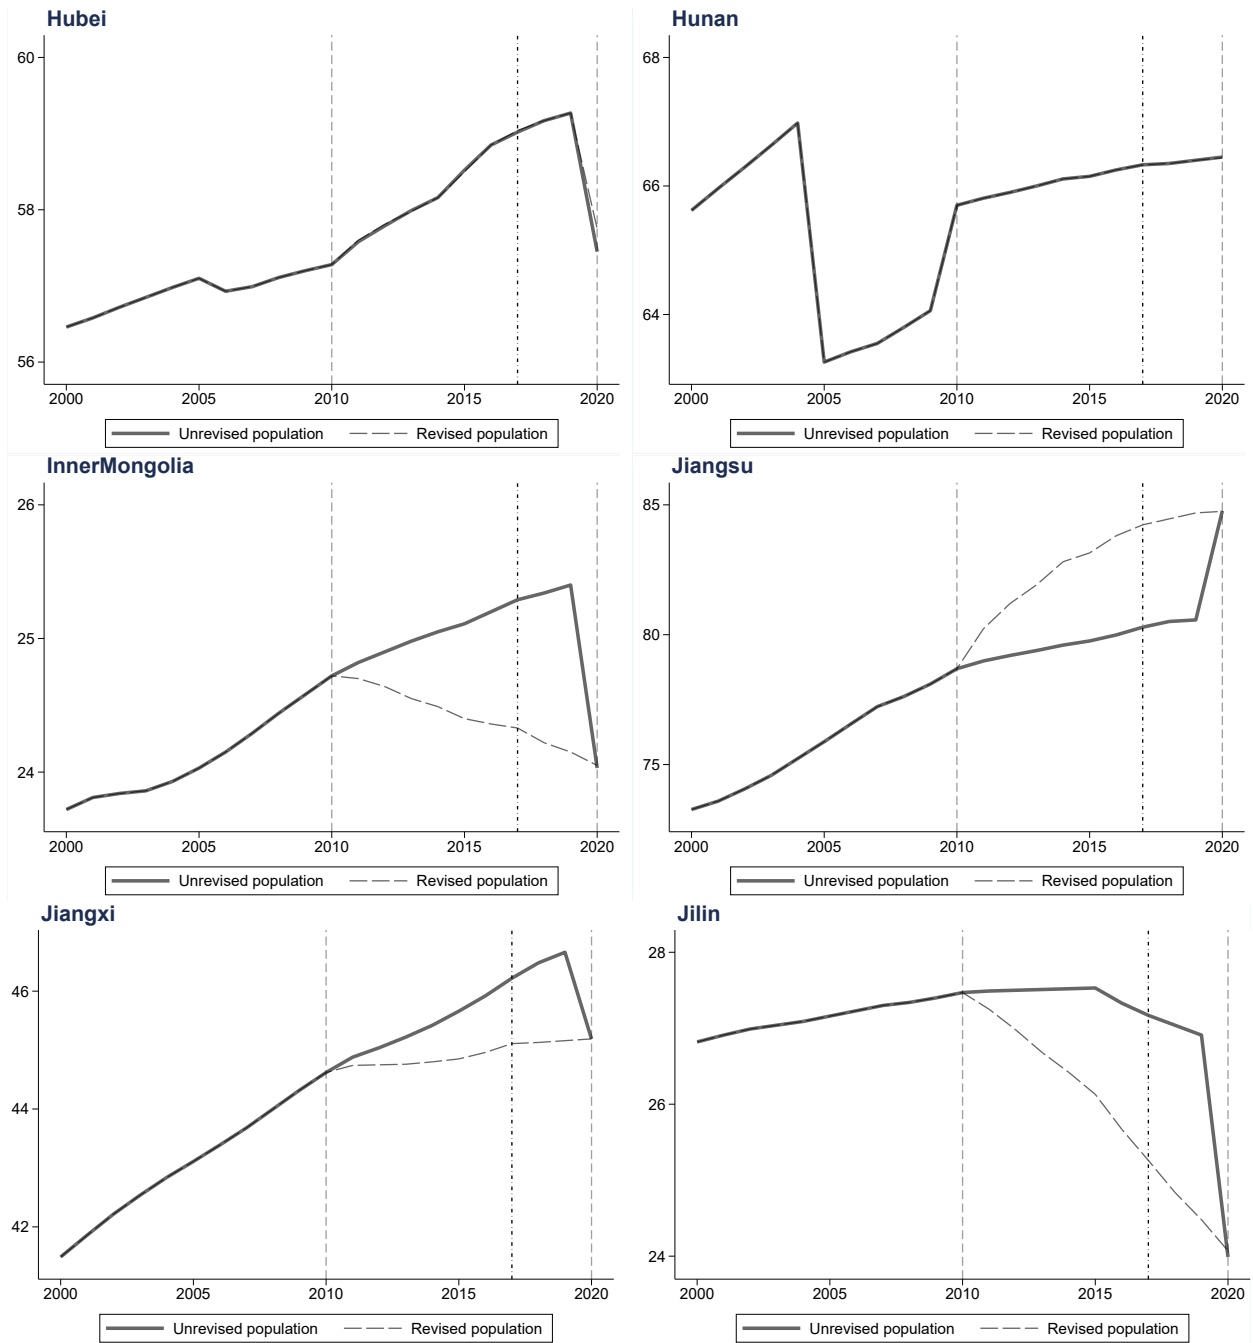 Hubei
60
58
56
2000 2005 2010 2015 2020
Unrevised population Revised population
Hunan
68
66
64
2000 2005 2010 2015 2020
Unrevised population Revised population
InnerMongolia
26
25
24
2000 2005 2010 2015 2020
Unrevised population Revised population
Jiangsu
85
80
75
2000 2005 2010 2015 2020
Unrevised population Revised population
Jiangxi
46
44
42
2000 2005 2010 2015 2020
Unrevised population Revised population
Jilin
28
26
24
2000 2005 2010 2015 2020
Unrevised population Revised population